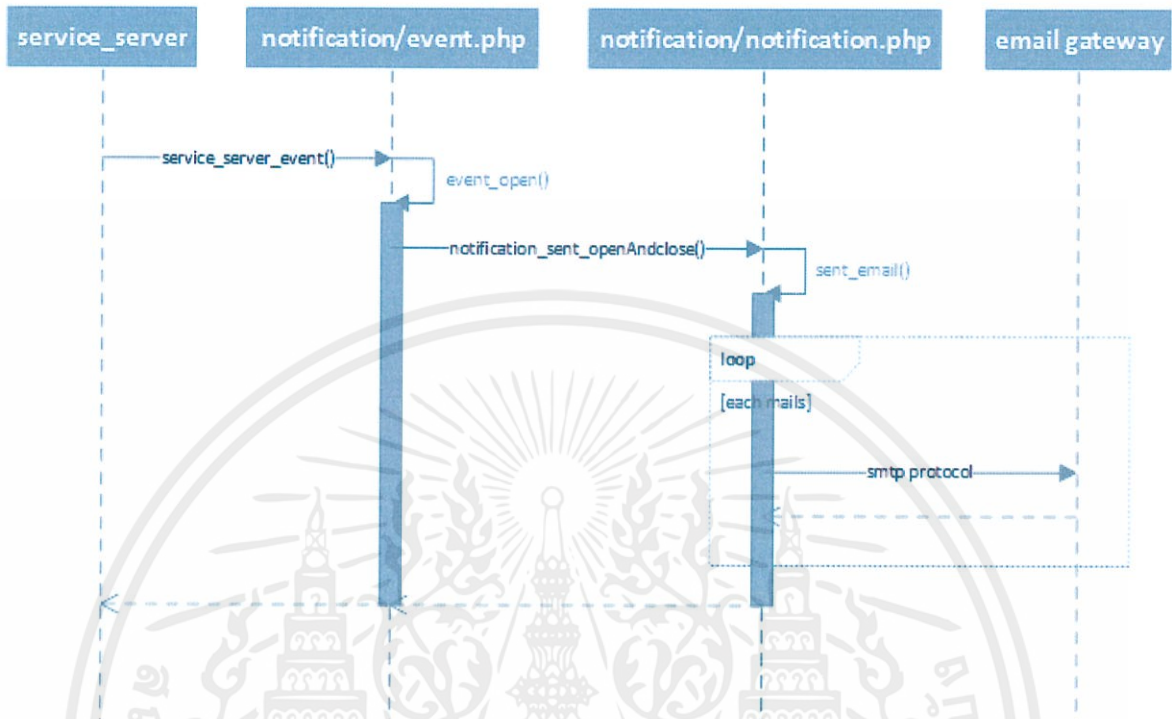 service_server
notification/event.php
notification/notification.php
email gateway
service_server_event()
event_open()
notification_sent_openAndclose()
sent_email()
loop
[each mails]
smtp protocol